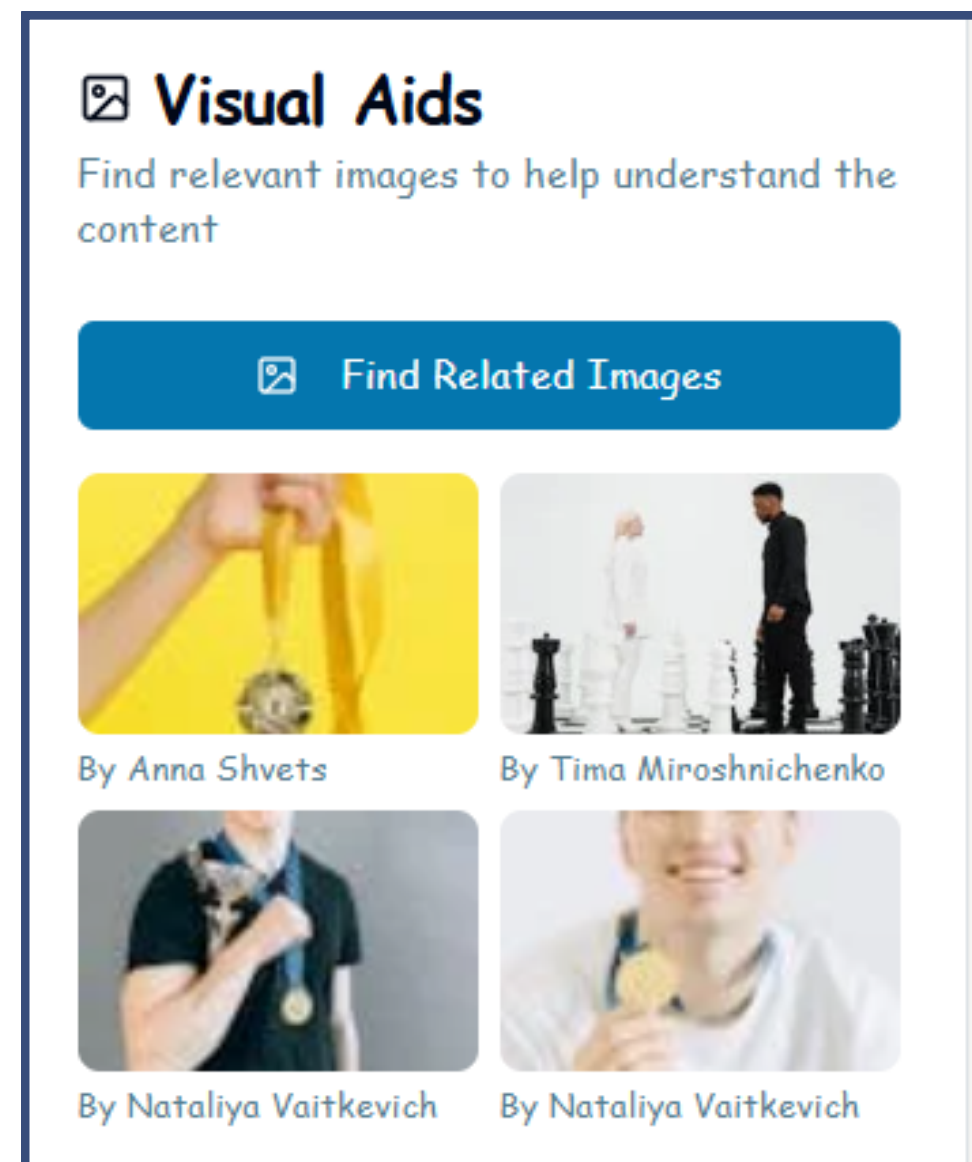 Visual Aids
Find relevant images to help understand the
content
Find Related Images
By Anna Shvets
By Tima Miroshnichenko
By Nataliya Vaitkevich
By Nataliya Vaitkevich